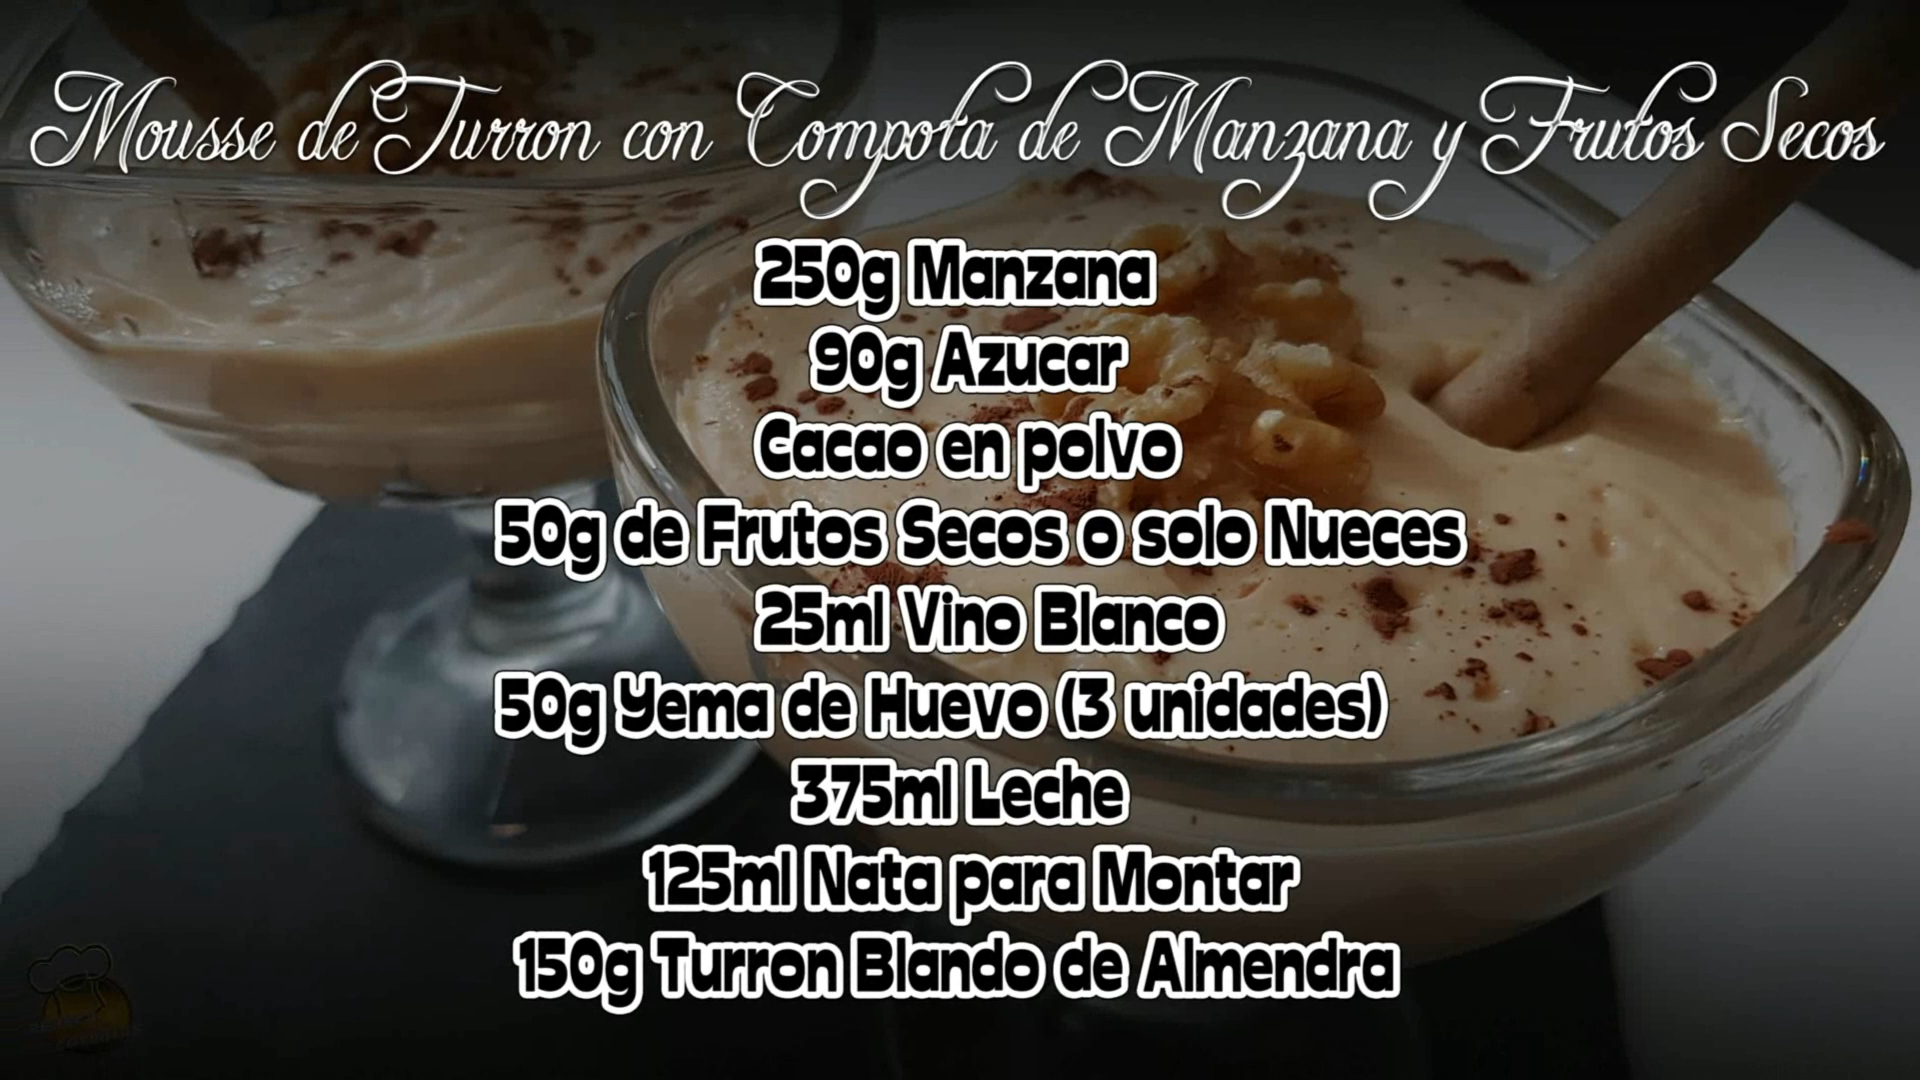 Mousse de Turron con Compota de Manzana y Frutos Secos
250g Manzana
90g Azucar
Cacao en polvo
50g de Frutos Secos o solo Nueces
25ml Vino Blanco
50g Yema de Huevo (3 unidades)
375ml Leche
125ml Nata para Montar
150g Turron Blando de Almendra